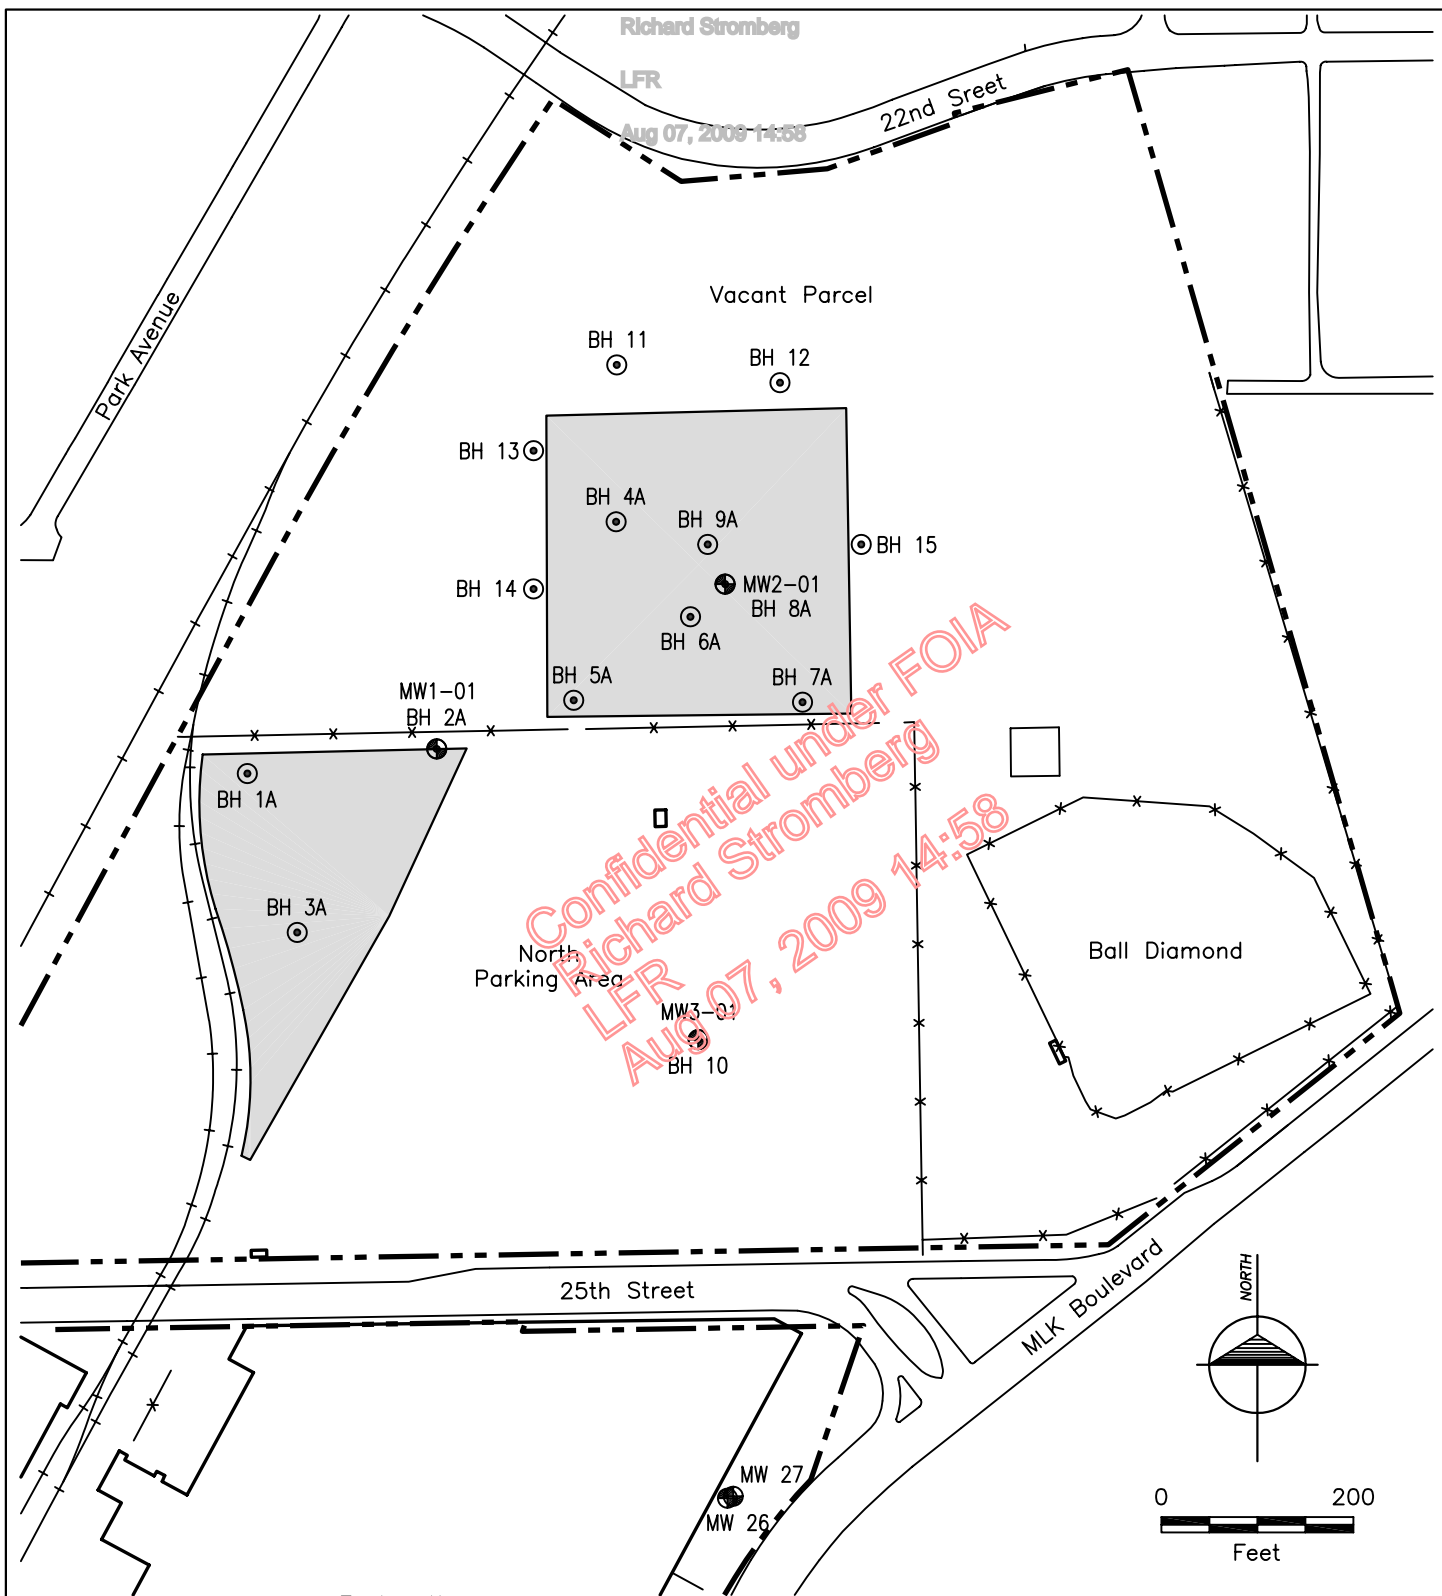 Richard Stromberg
LFR
Aug 07, 2009 14:58
22nd Sreet
Park Avenue
Vacant Parcel
BH 11
BH 12
BH 13
BH 4A
BH 9A
BH 15
BH 14
MW2-01
BH 8A
BH 6A
BH 5A
BH 7A
MW1-01
BH 2A
BH 1A
BH 3A
Confidential under FOIA
Richard Stromberg
LFR
Aug 07, 2009 14:58
North
Parking Area
Ball Diamond
MW3-01
BH 10
25th Street
MLK Boulevard
NORTH
MW 27
MW 26
0 200
Feet